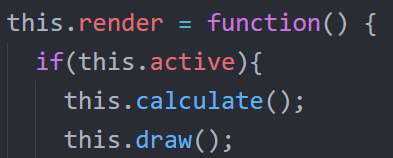 this.render = function() {
if(this.active){
this.calculate();
this.draw();